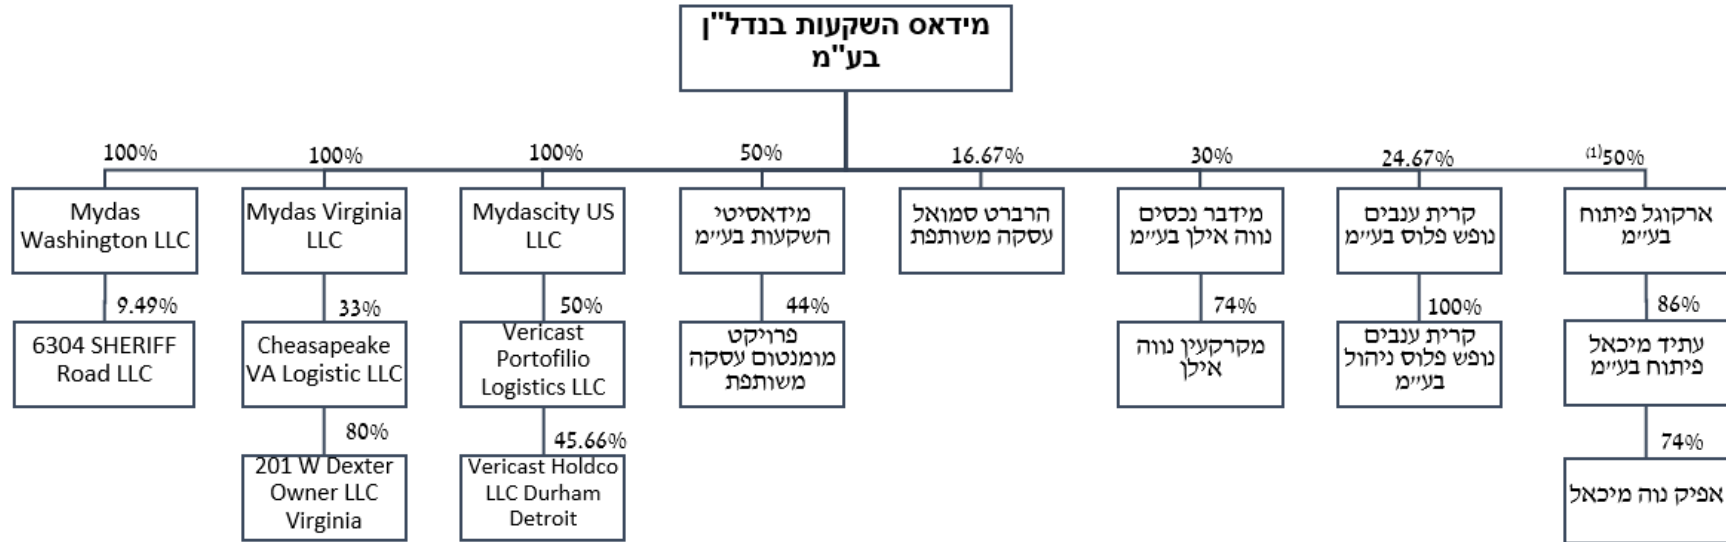 מידאס השקעות בנדל"ן
בע"מ
100%
100%
100%
50%
16.67%
30%
24.67%
(1)50%
Mydas
Washington LLC
Mydas Virginia
LLC
Mydascity US
LLC
מידאסיטי
השקעות בע״מ
הרברט סמואל
עסקה משותפת
מידבר נכסים
נווה אילן בע״מ
קרית ענבים
נופש פלוס בע״מ
ארקוגל פיתוח
בע״מ
9.49%
33%
50%
44%
74%
100%
86%
6304 SHERIFF
Road LLC
Cheasapeake
VA Logistic LLC
Vericast
Portofilio
Logistics LLC
פרויקט
מומנטום עסקה
משותפת
מקרקעין נווה
אילן
קרית ענבים
נופש פלוס ניהול
בע״מ
עתיד מיכאל
פיתוח בע״מ
80%
45.66%
74%
201 W Dexter
Owner LLC
Virginia
Vericast Holdco
LLC Durham
Detroit
אפיק נוה מיכאל